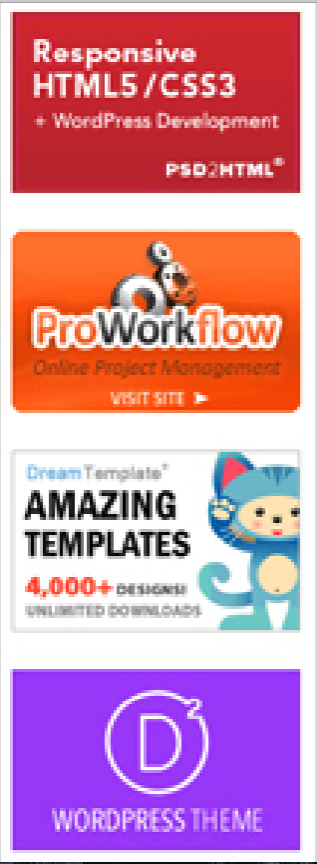 Responsive
HTML5/CSS3
+ WordPress Development
PSD2HTML®
ProWorkflow
Online Project Management
VISIT SITE ➤
DreamTemplate®
AMAZING
TEMPLATES
4,000+ DESIGNS!
UNLIMITED DOWNLOADS
D2
WORDPRESS THEME